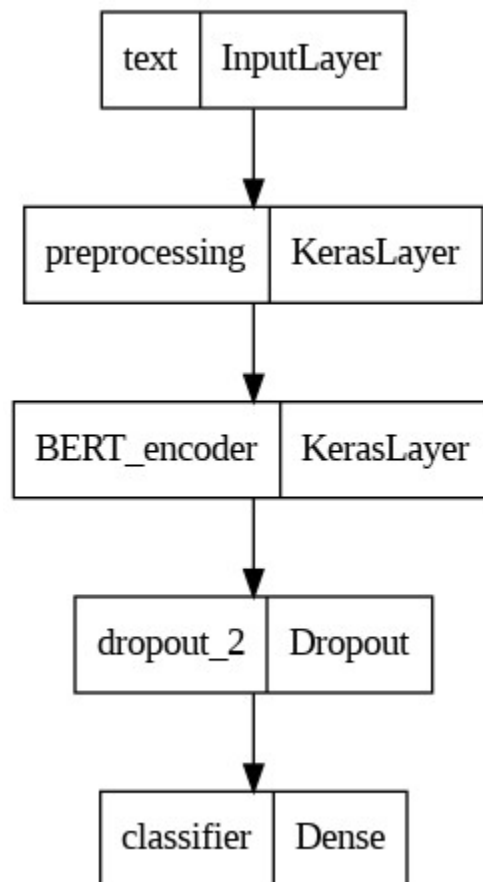 text InputLayer
preprocessing KerasLayer
BERT_encoder KerasLayer
dropout_2 Dropout
classifier Dense